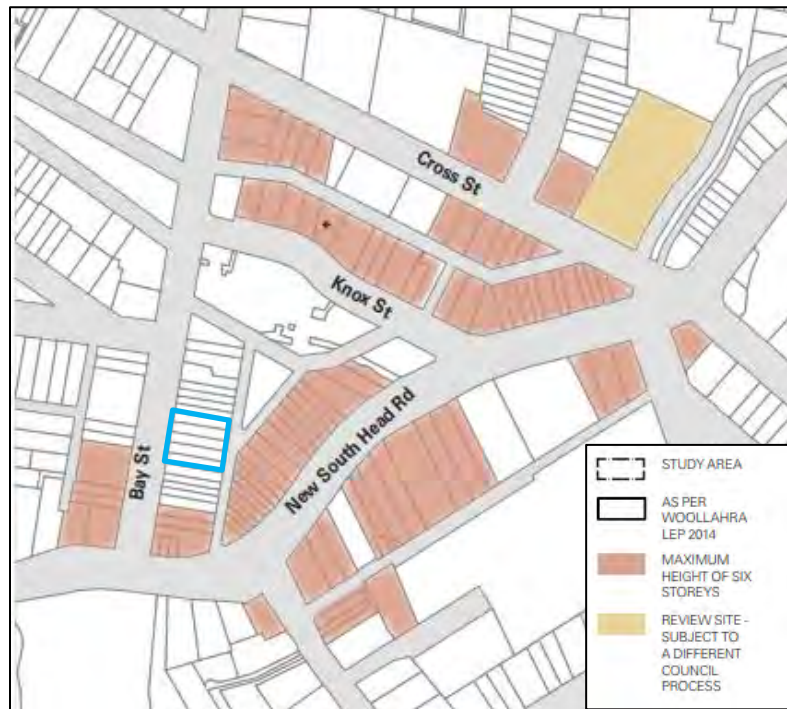 Cross St
Knox St
New South Head Rd
Bay St
STUDY AREA
AS PER
WOOLLAHRA
LEP 2014
MAXIMUM
HEIGHT OF SIX
STOREYS
REVIEW SITE -
SUBJECT TO
A DIFFERENT
COUNCIL
PROCESS